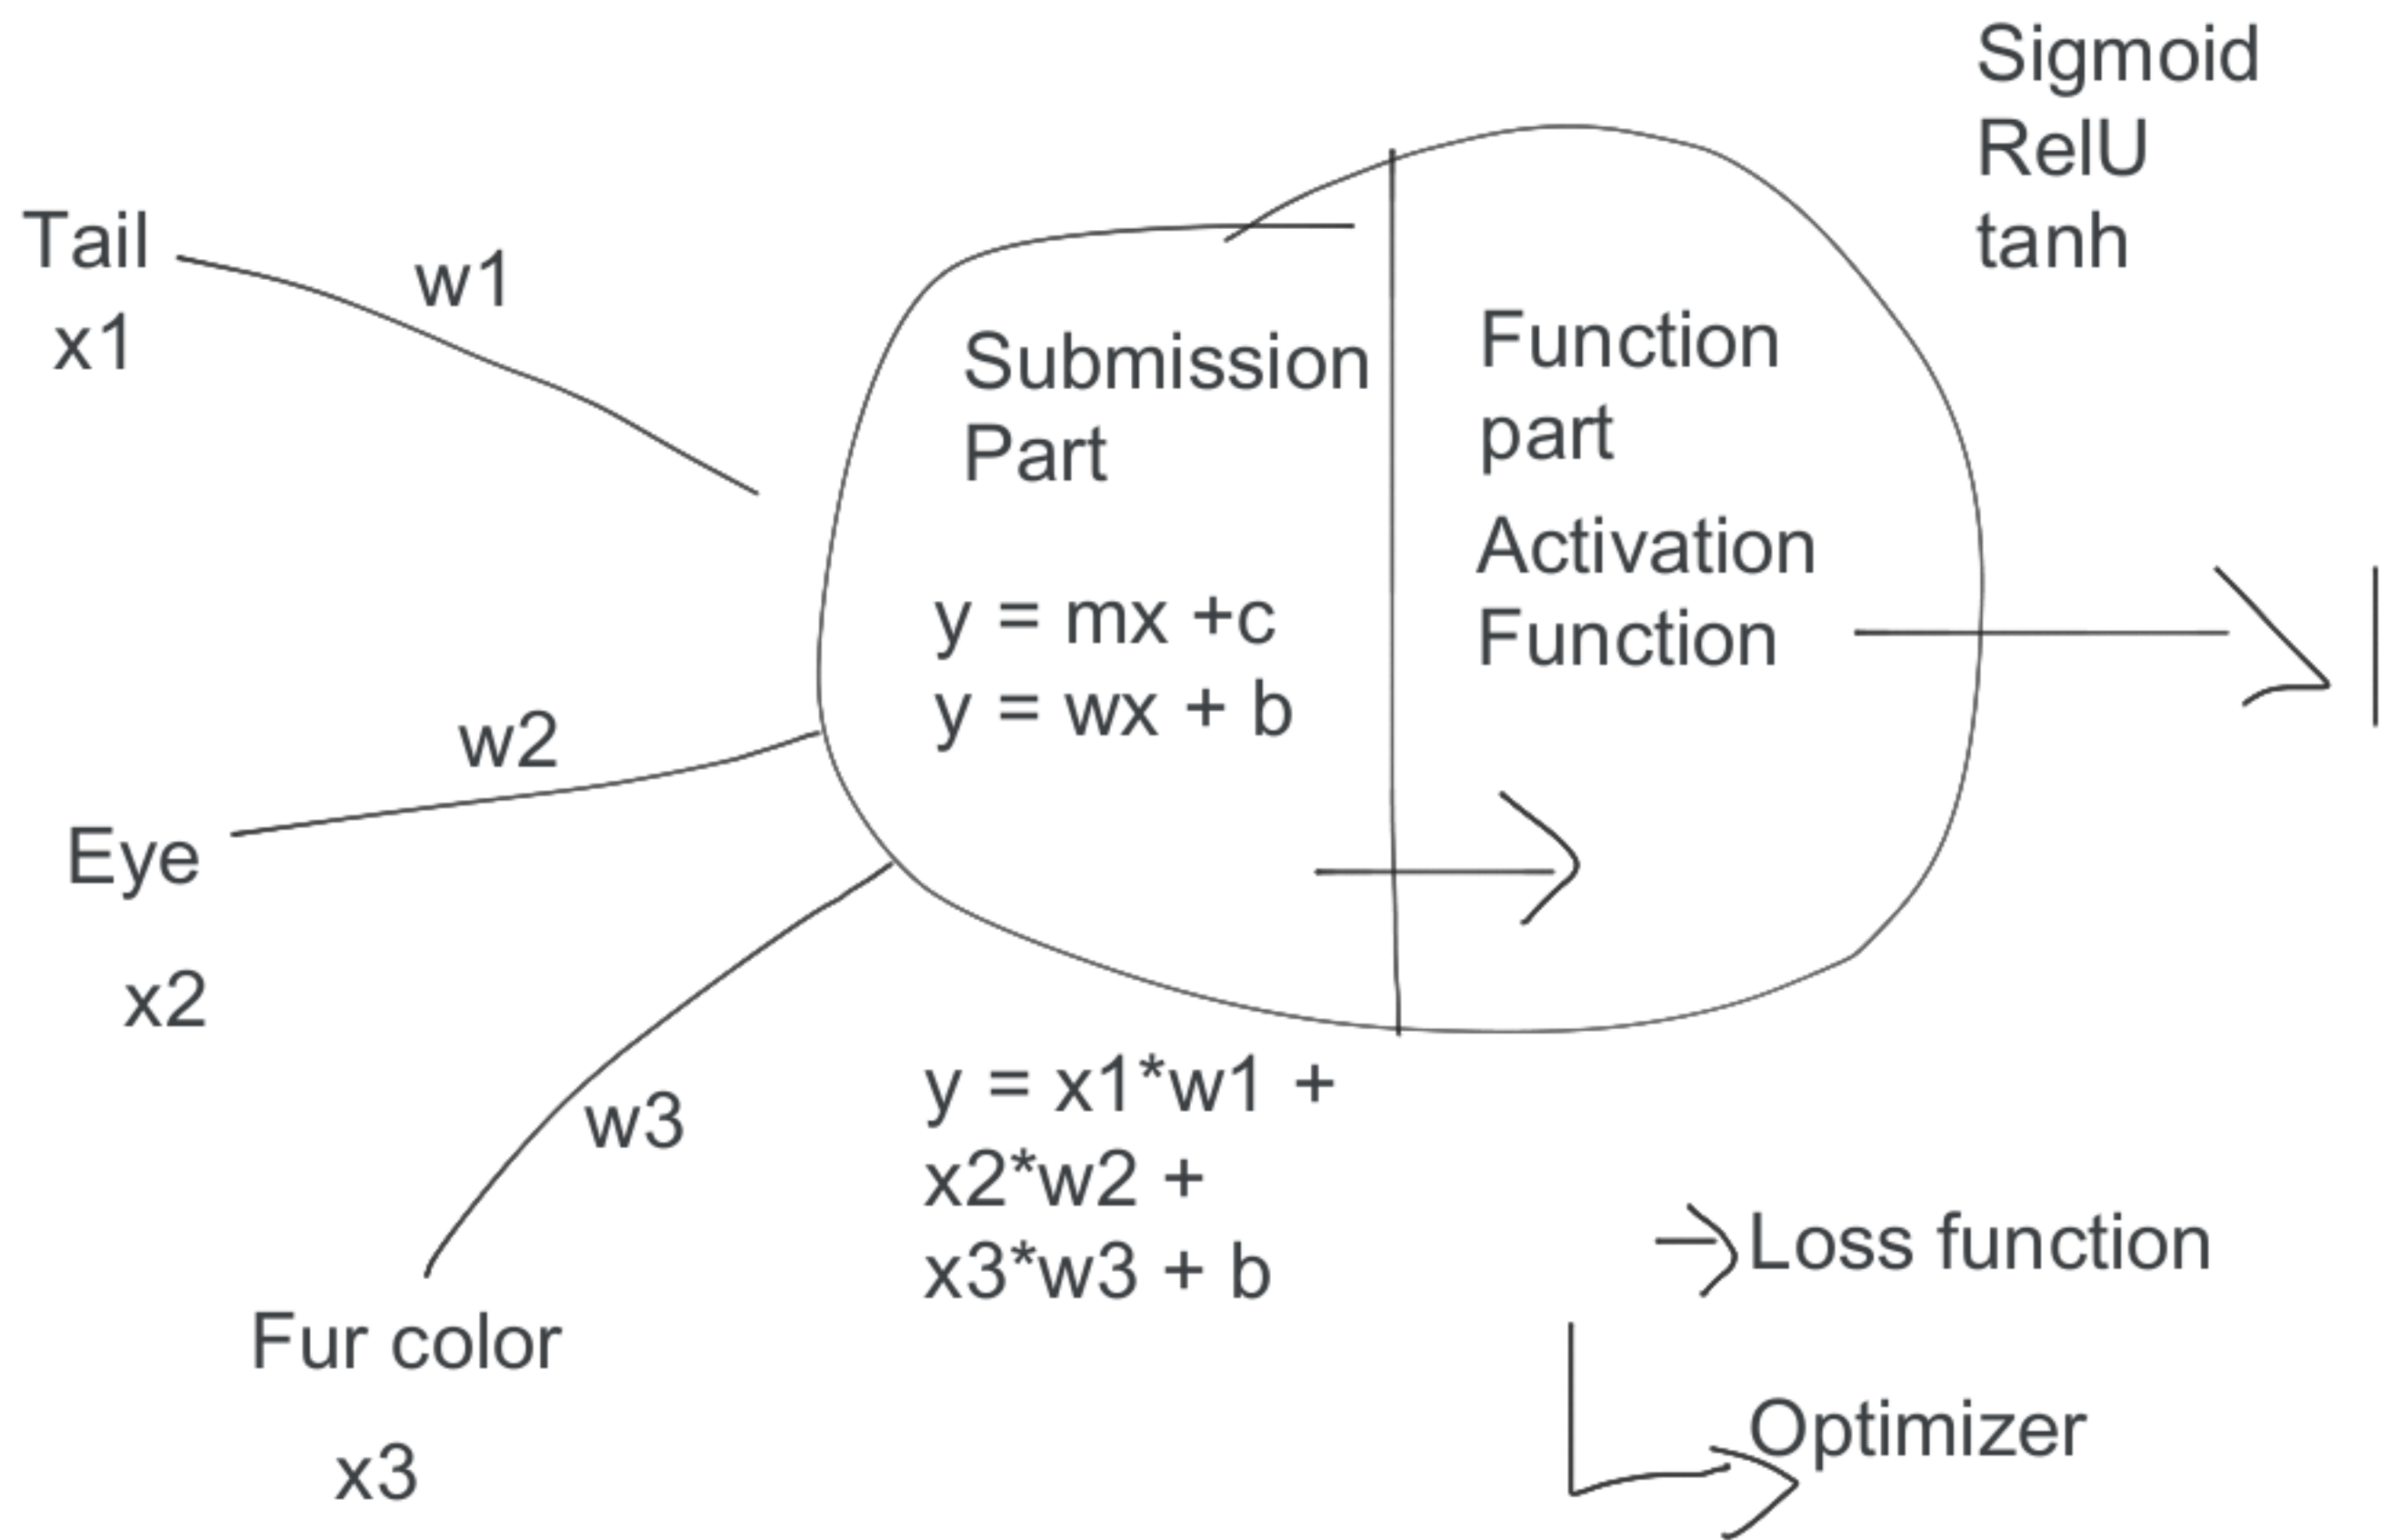 Sigmoid
RelU
tanh
Tail
x1
w1
Submission
Part
Function
part
Activation
Function
y = mx +c
y = wx + b
w2
Eye
x2
w3
Fur color
x3
y = x1*w1 +
x2*w2 +
x3*w3 + b
Loss function
Optimizer